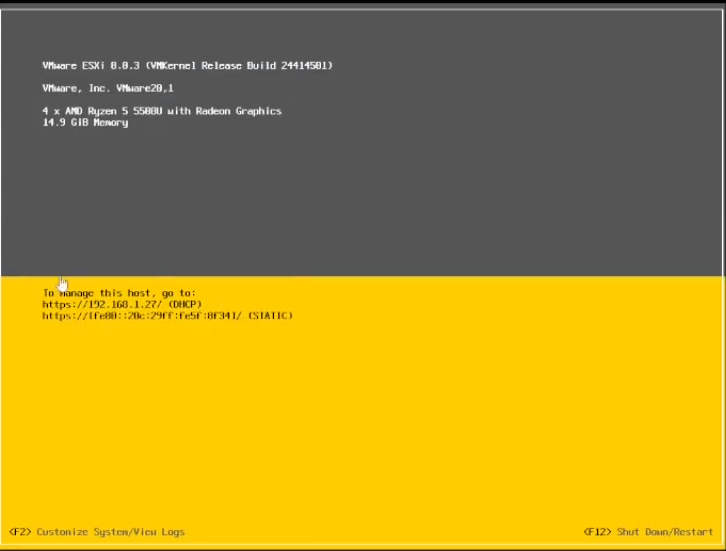 VMware ESXi 8.0.3 (VMKernel Release Build 24414501)
VMware, Inc. VMware20,1
4 x AMD Ryzen 5 5500U with Radeon Graphics
14.9 GiB Memory
To manage this host, go to:
https://192.168.1.27/ (DHCP)
https://[fe80::20c:29ff:fe5f:8f34]/ (STATIC)
<F2> Customize System/View Logs
<F12> Shut Down/Restart